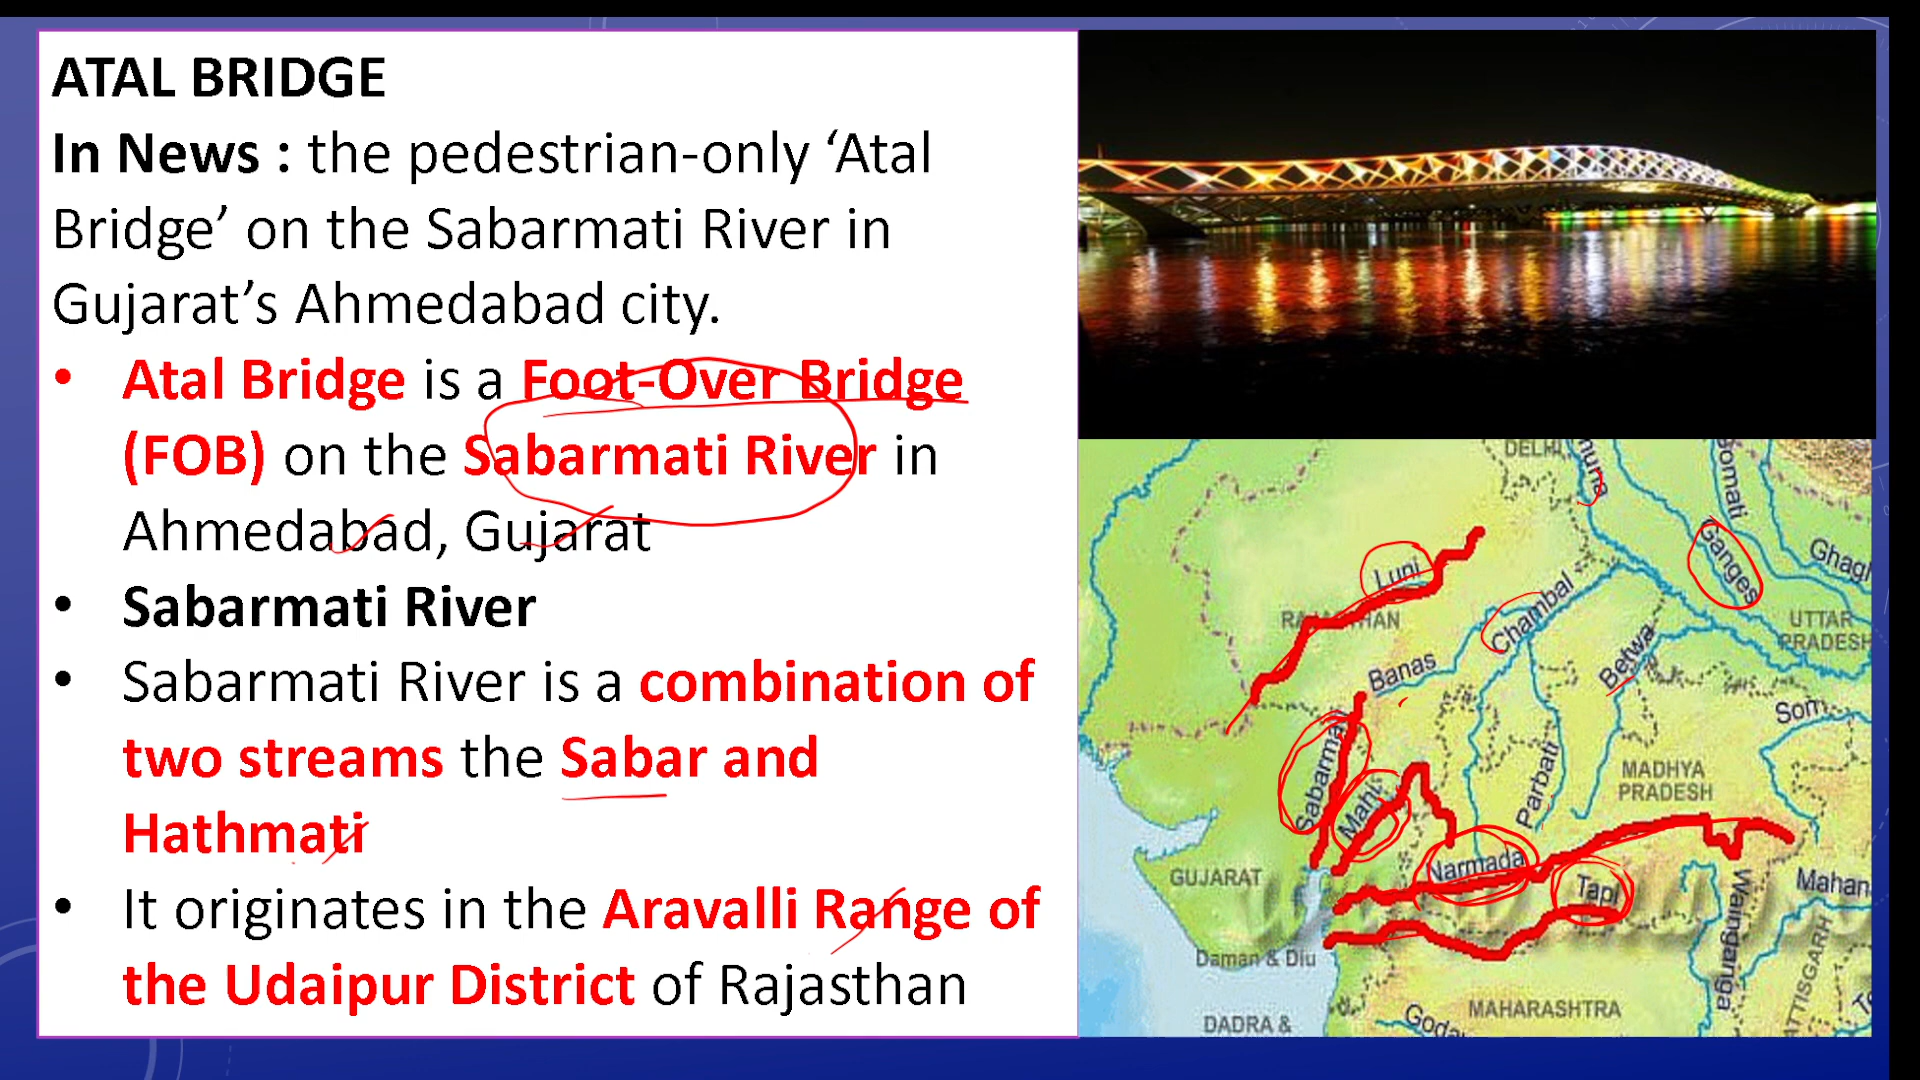 ATAL BRIDGE
In News : the pedestrian-only ‘Atal
Bridge’ on the Sabarmati River in
Gujarat’s Ahmedabad city.
• Atal Bridge is a Foot-Over Bridge
(FOB) on the Sabarmati River in
Ahmedabad, Gujarat
• Sabarmati River
• Sabarmati River is a combination of
two streams the Sabar and
Hathmati
• It originates in the Aravalli Range of
the Udaipur District of Rajasthan
DELHI
Gomati
Ganges
Luni
RAJASTHAN
Chambal
UTTAR
PRADESH
Banas
Betwa
Parbati
MADHYA
PRADESH
Mahi
Narmada
Tapi
GUJARAT
Wainganga
Daman & Diu
MAHARASHTRA
DADRA &